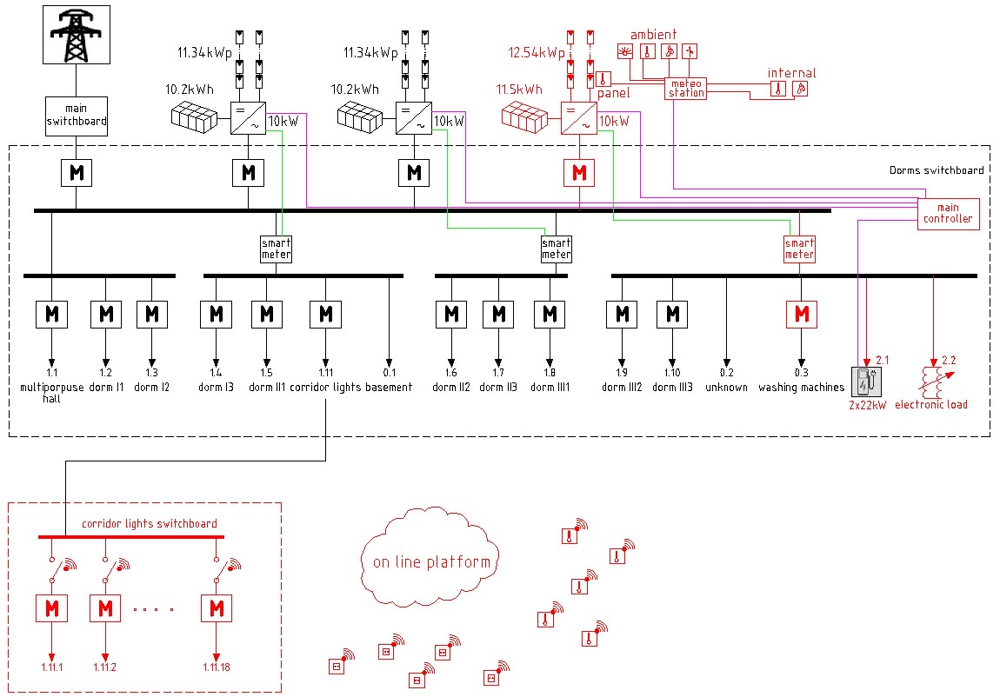 ambient
11.34kWp
11.34kWp
12.54kWp
internal
10.2kWh
10.2kWh
11.5kWh
panel
meteo
station
main
switchboard
=
~
10kW
=
~
10kW
=
~
10kW
M
M
M
M
Dorms switchboard
main
controller
smart
meter
smart
meter
smart
meter
M
M
M
M
M
M
M
M
M
M
M
M
1.1
multiporpuse
hall
1.2
dorm I1
1.3
dorm I2
1.4
dorm I3
1.5
dorm II1
1.11
corridor lights
0.1
basement
1.6
dorm II2
1.7
dorm II3
1.8
dorm III1
1.9
dorm III2
1.10
dorm III3
0.2
unknown
0.3
washing machines
2.1
2x22kW
2.2
electronic load
corridor lights switchboard
M
M
. . . .
M
1.11.1
1.11.2
1.11.18
on line platform